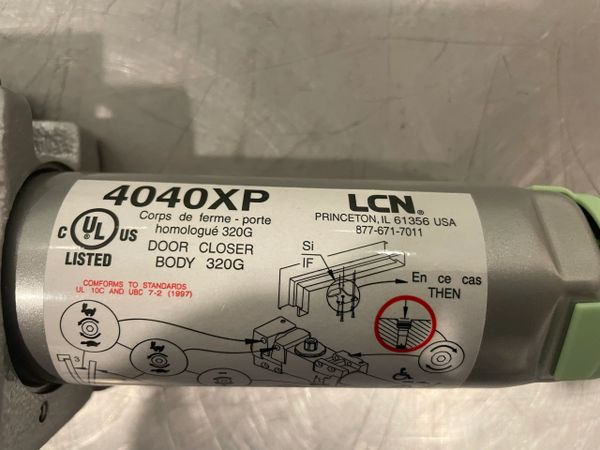 4040XP
Corps de ferme - porte
homologué 320G
DOOR CLOSER
BODY 320G
C UL US
LISTED
CONFORMS TO STANDARDS
UL 10C AND UBC 7-2 (1997)
LCN®
PRINCETON, IL 61356 USA
877-671-7011
Si
IF
En ce cas
THEN
3